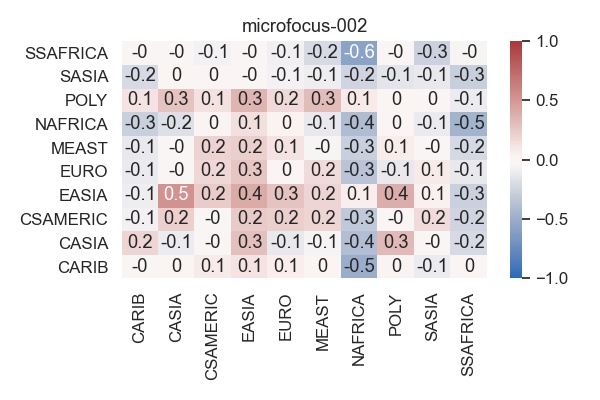 microfocus-002
SSAFRICA -0 -0 -0.1 -0 -0.1 -0.2 -0.6 -0 -0.3 -0
SASIA -0.2 0 0 -0 -0.1 -0.1 -0.2 -0.1 -0.1 -0.3
POLY 0.1 0.3 0.1 0.3 0.2 0.3 0.1 0 0 -0.1
NAFRICA -0.3 -0.2 0 0.1 0 -0.1 -0.4 0 -0.1 -0.5
MEAST -0.1 -0 0.2 0.2 0.1 -0 -0.3 0.1 -0 -0.2
EURO -0.1 -0 0.2 0.3 0 0.2 -0.3 -0.1 0.1 -0.1
EASIA -0.1 0.5 0.2 0.4 0.3 0.2 0.1 0.4 0.1 -0.3
CSAMERIC -0.1 0.2 -0 0.2 0.2 0.2 -0.3 -0 0.2 -0.2
CASIA 0.2 -0.1 -0 0.3 -0.1 -0.1 -0.4 0.3 -0 -0.2
CARIB -0 0 0.1 0.1 0.1 0 -0.5 0 -0.1 0
CARIB CASIA CSAMERIC EASIA EURO MEAST NAFRICA POLY SASIA SSAFRICA
1.0
0.5
0.0
−0.5
−1.0